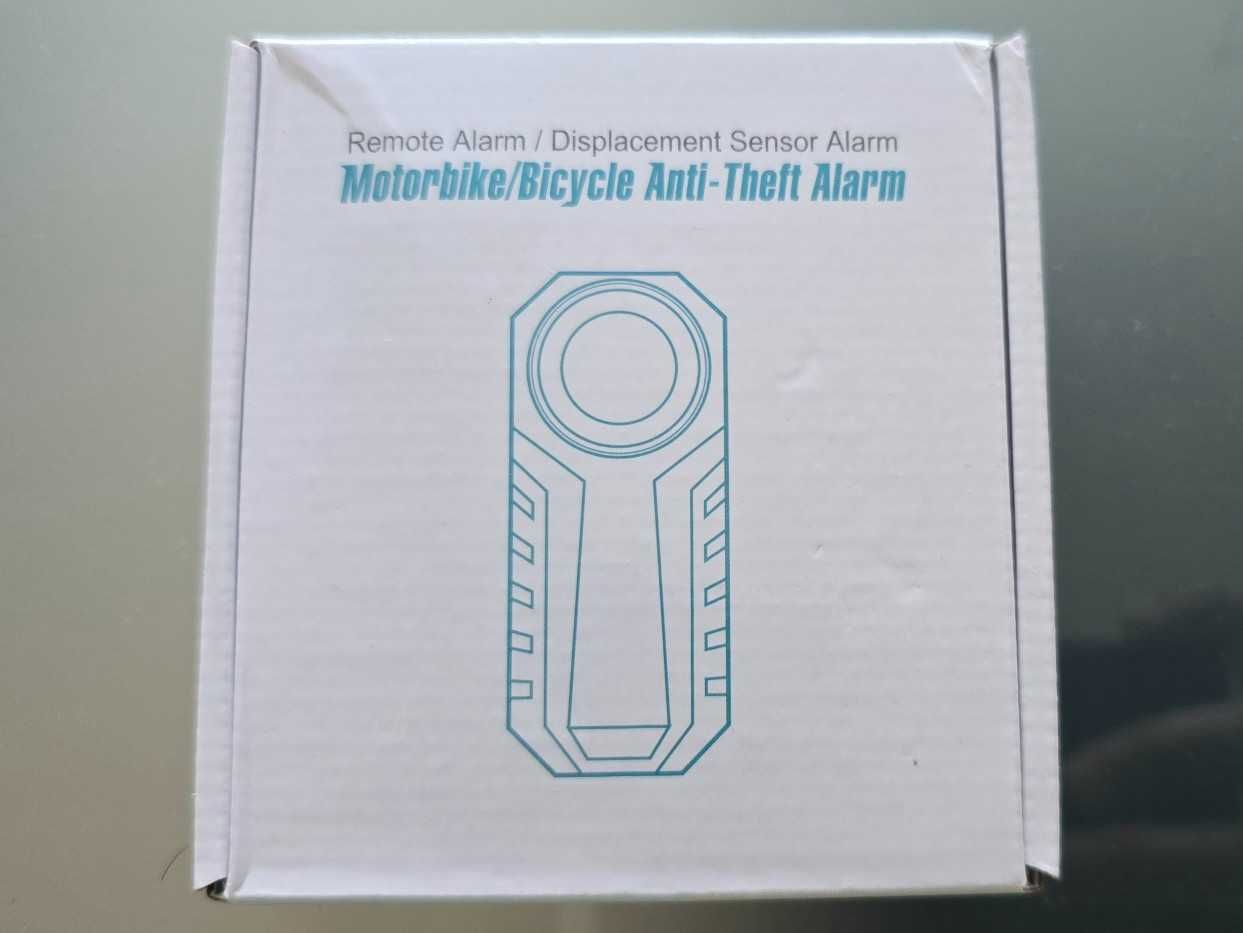 Remote Alarm / Displacement Sensor Alarm
Motorbike/Bicycle Anti-Theft Alarm